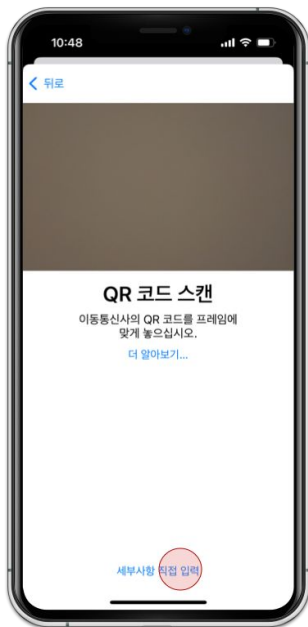 10:48
뒤로
QR 코드 스캔
이동통신사의 QR 코드를 프레임에
맞게 놓으십시오.
더 알아보기...
세부사항 직접 입력